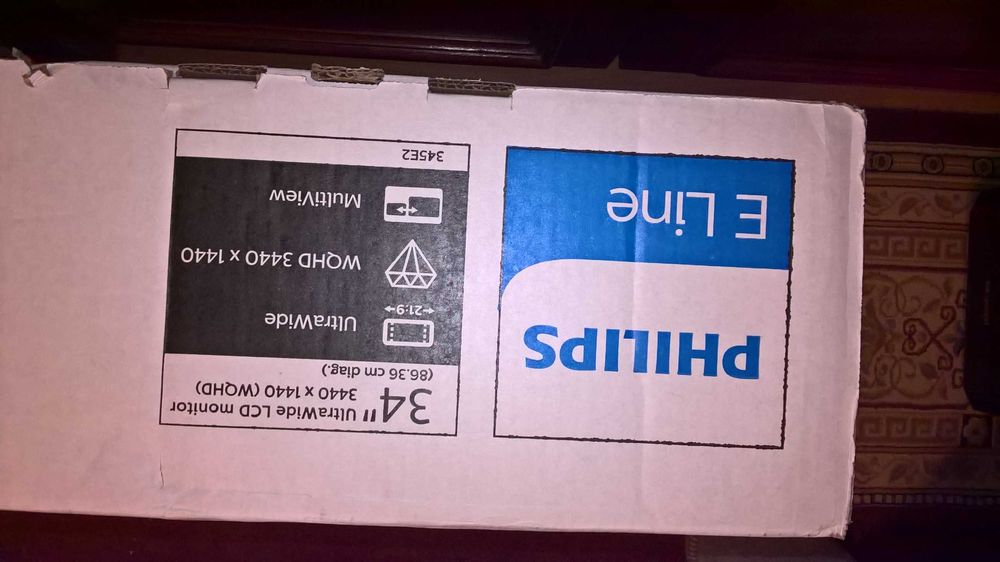 PHILIPS
E Line
34" UltraWide LCD monitor
3440 x 1440 (WQHD)
(86.36 cm diag.)
UltraWide
21:9
WQHD 3440 x 1440
MultiView
345E2